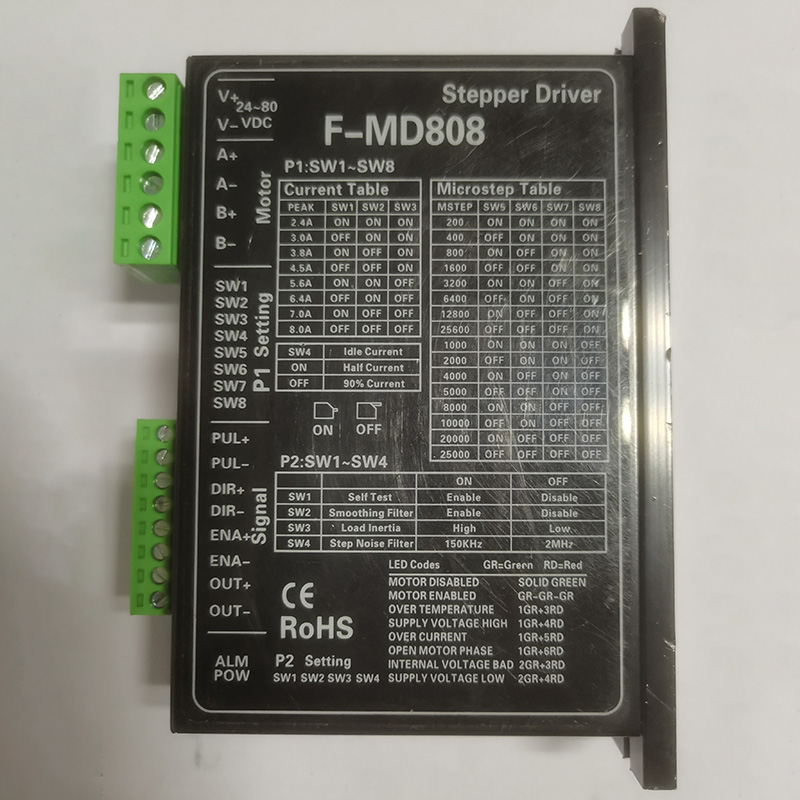 Stepper Driver
F-MD808
V+
24~80
V- VDC
A+
A-
B+
B-
Motor
SW1
SW2
SW3
SW4
SW5
SW6
SW7
SW8
P1 Setting
PUL+
PUL-
DIR+
DIR-
ENA+
ENA-
OUT+
OUT-
Signal
ALM
POW
P1:SW1~SW8
Current Table
PEAK SW1 SW2 SW3
2.4A ON ON ON
3.0A OFF ON ON
3.8A ON OFF ON
4.5A OFF OFF ON
5.6A ON ON OFF
6.4A OFF ON OFF
7.0A ON OFF OFF
8.0A OFF OFF OFF
SW4 Idle Current
ON Half Current
OFF 90% Current
ON OFF
Microstep Table
MSTEP SW5 SW6 SW7 SW8
200 ON ON ON ON
400 OFF ON ON ON
800 ON OFF ON ON
1600 OFF OFF ON ON
3200 ON ON OFF ON
6400 OFF ON OFF ON
12800 ON OFF OFF ON
25600 OFF OFF OFF ON
1000 ON ON ON OFF
2000 OFF ON ON OFF
4000 ON OFF ON OFF
5000 OFF OFF ON OFF
8000 ON ON OFF OFF
10000 OFF ON OFF OFF
20000 ON OFF OFF OFF
25000 OFF OFF OFF OFF
P2:SW1~SW4
ON OFF
SW1 Self Test Enable Disable
SW2 Smoothing Filter Enable Disable
SW3 Load Inertia High Low
SW4 Step Noise Filter 150KHz 2MHz
LED Codes GR=Green RD=Red
MOTOR DISABLED SOLID GREEN
MOTOR ENABLED GR-GR-GR
OVER TEMPERATURE 1GR+3RD
SUPPLY VOLTAGE HIGH 1GR+4RD
OVER CURRENT 1GR+5RD
OPEN MOTOR PHASE 1GR+6RD
INTERNAL VOLTAGE BAD 2GR+3RD
SUPPLY VOLTAGE LOW 2GR+4RD
CE
RoHS
P2 Setting
SW1 SW2 SW3 SW4